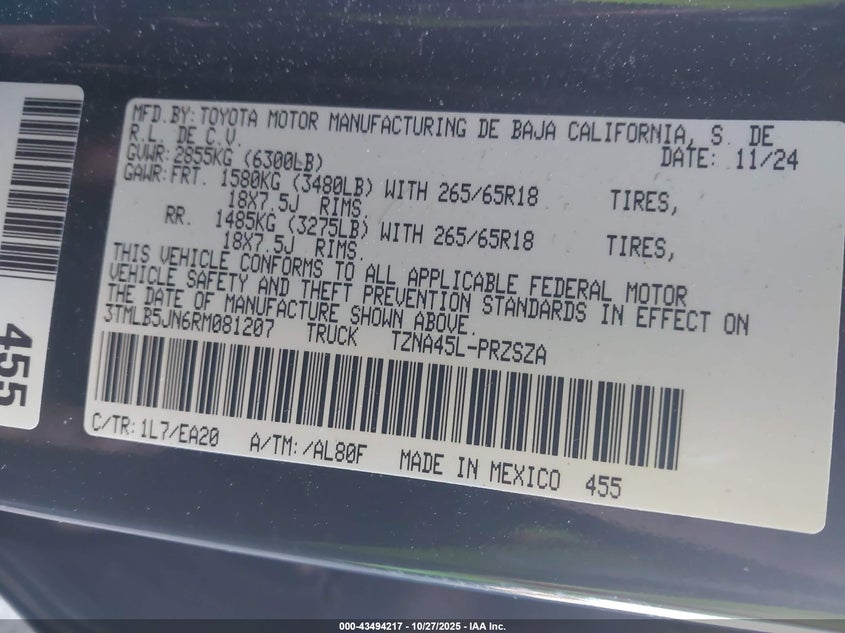 MFD.BY: TOYOTA MOTOR MANUFACTURING DE BAJA CALIFORNIA, S. DE
R.L. DE C.V. DATE: 11/24
GVWR: 2855KG (6300LB)
GAWR: FRT. 1580KG (3480LB) WITH 265/65R18 TIRES,
18X7.5J RIMS,
RR. 1485KG (3275LB) WITH 265/65R18 TIRES,
18X7.5J RIMS.
THIS VEHICLE CONFORMS TO ALL APPLICABLE FEDERAL MOTOR
VEHICLE SAFETY AND THEFT PREVENTION STANDARDS IN EFFECT ON
THE DATE OF MANUFACTURE SHOWN ABOVE.
3TMLB5JN6RM081207 TRUCK TZNA45L-PRZSZA
C/TR: 1L7/EA20 A/TM: /AL80F MADE IN MEXICO 455
455
000-43494217 - 10/27/2025 - IAA Inc.